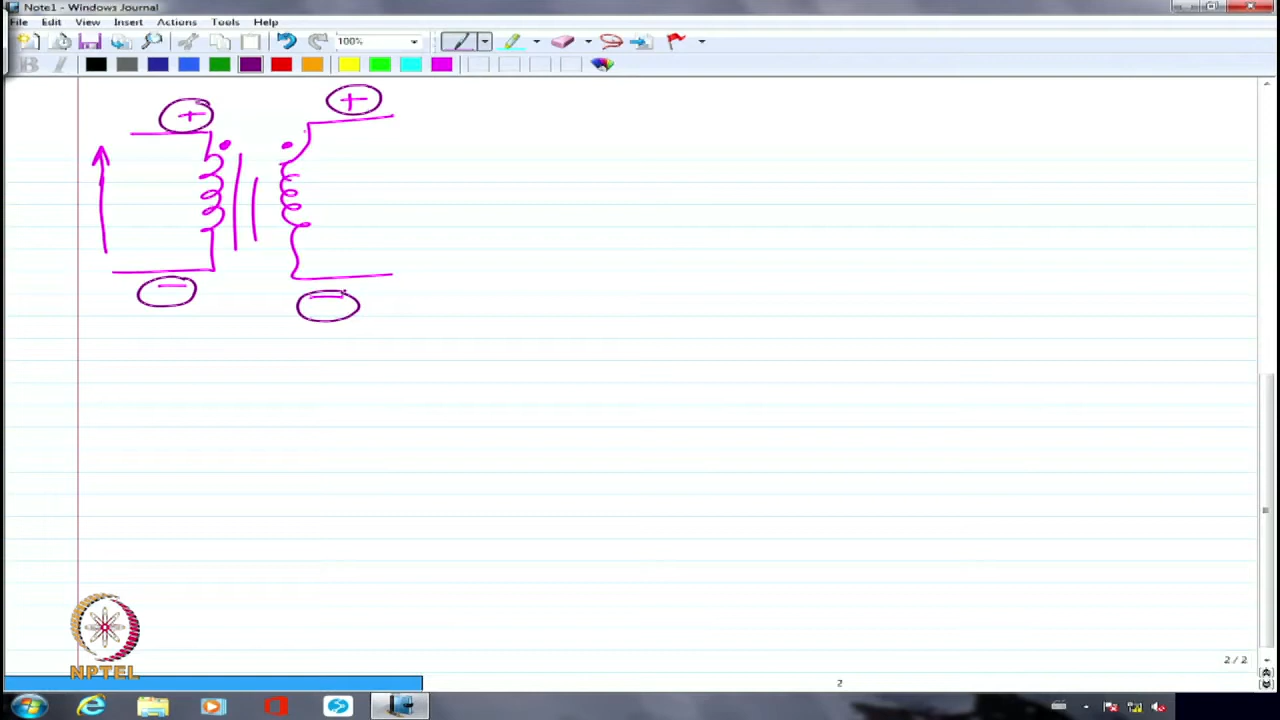 Note1 - Windows Journal
File Edit View Insert Actions Tools Help
100%
B I
+ +
− −
2 / 2
NPTEL
2